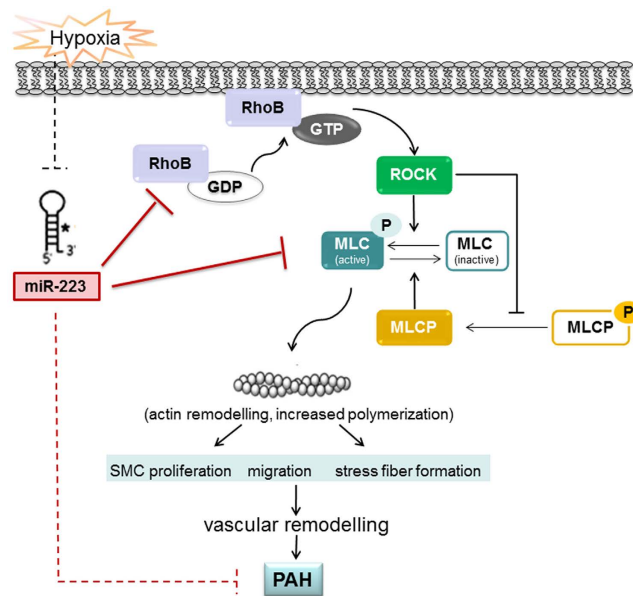 Hypoxia
RhoB
GTP
RhoB
GDP
ROCK
P
MLC
(active)
MLC
(inactive)
*
5' 3'
miR-223
MLCP
P
MLCP
(actin remodelling, increased polymerization)
SMC proliferation migration stress fiber formation
vascular remodelling
PAH